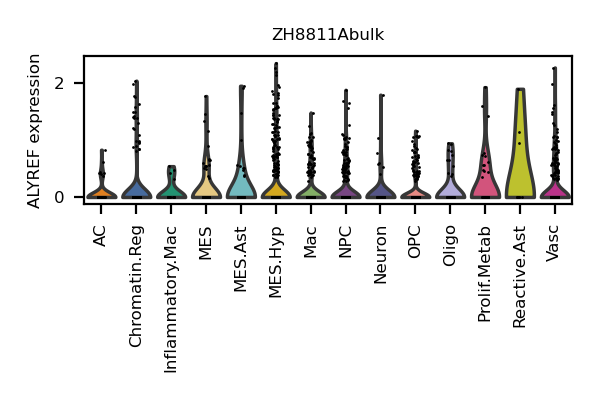 ZH8811Abulk
ALYREF expression
2
0
AC
Chromatin.Reg
Inflammatory.Mac
MES
MES.Ast
MES.Hyp
Mac
NPC
Neuron
OPC
Oligo
Prolif.Metab
Reactive.Ast
Vasc